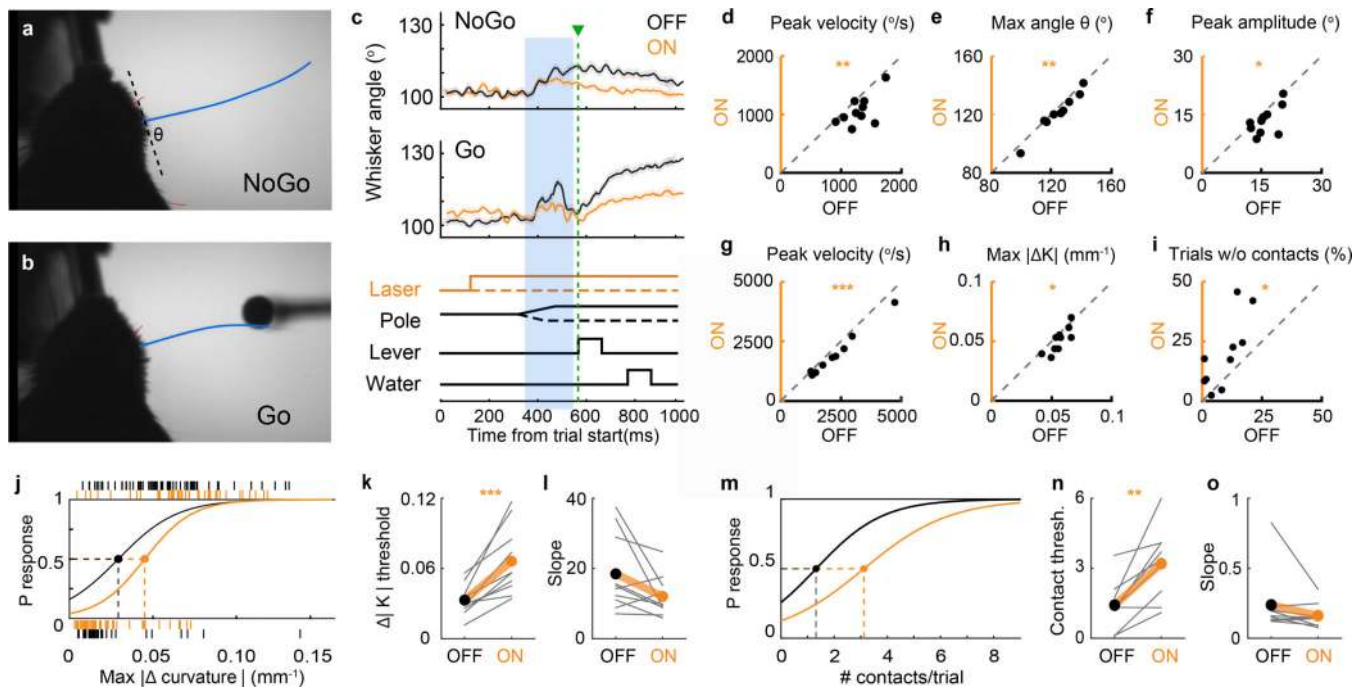 a
θ
NoGo
b
Go
c
NoGo
OFF
ON
130
100
Go
130
100
Whisker angle (º)
Laser
Pole
Lever
Water
0 200 400 600 800 1000
Time from trial start(ms)
d
Peak velocity (º/s)
**
2000
1000
0
ON
0 1000 2000
OFF
e
Max angle θ (º)
**
160
120
80
ON
80 120 160
OFF
f
Peak amplitude (º)
*
30
15
0
ON
0 15 30
OFF
g
Peak velocity (º/s)
***
5000
2500
0
ON
0 2500 5000
OFF
h
Max |ΔK| (mm-1)
*
0.1
0.05
0
ON
0 0.05 0.1
OFF
i
Trials w/o contacts (%)
*
50
25
0
ON
0 25 50
OFF
j
1
0.5
0
P response
0 0.05 0.10 0.15
Max |Δ curvature | (mm-1)
k
***
0.12
0.06
0
Δ| K | threshold
OFF ON
l
40
20
0
Slope
OFF ON
m
1
0.5
0
P response
0 2 4 6 8
# contacts/trial
n
**
6
3
0
Contact thresh.
OFF ON
o
1
0.5
0
Slope
OFF ON